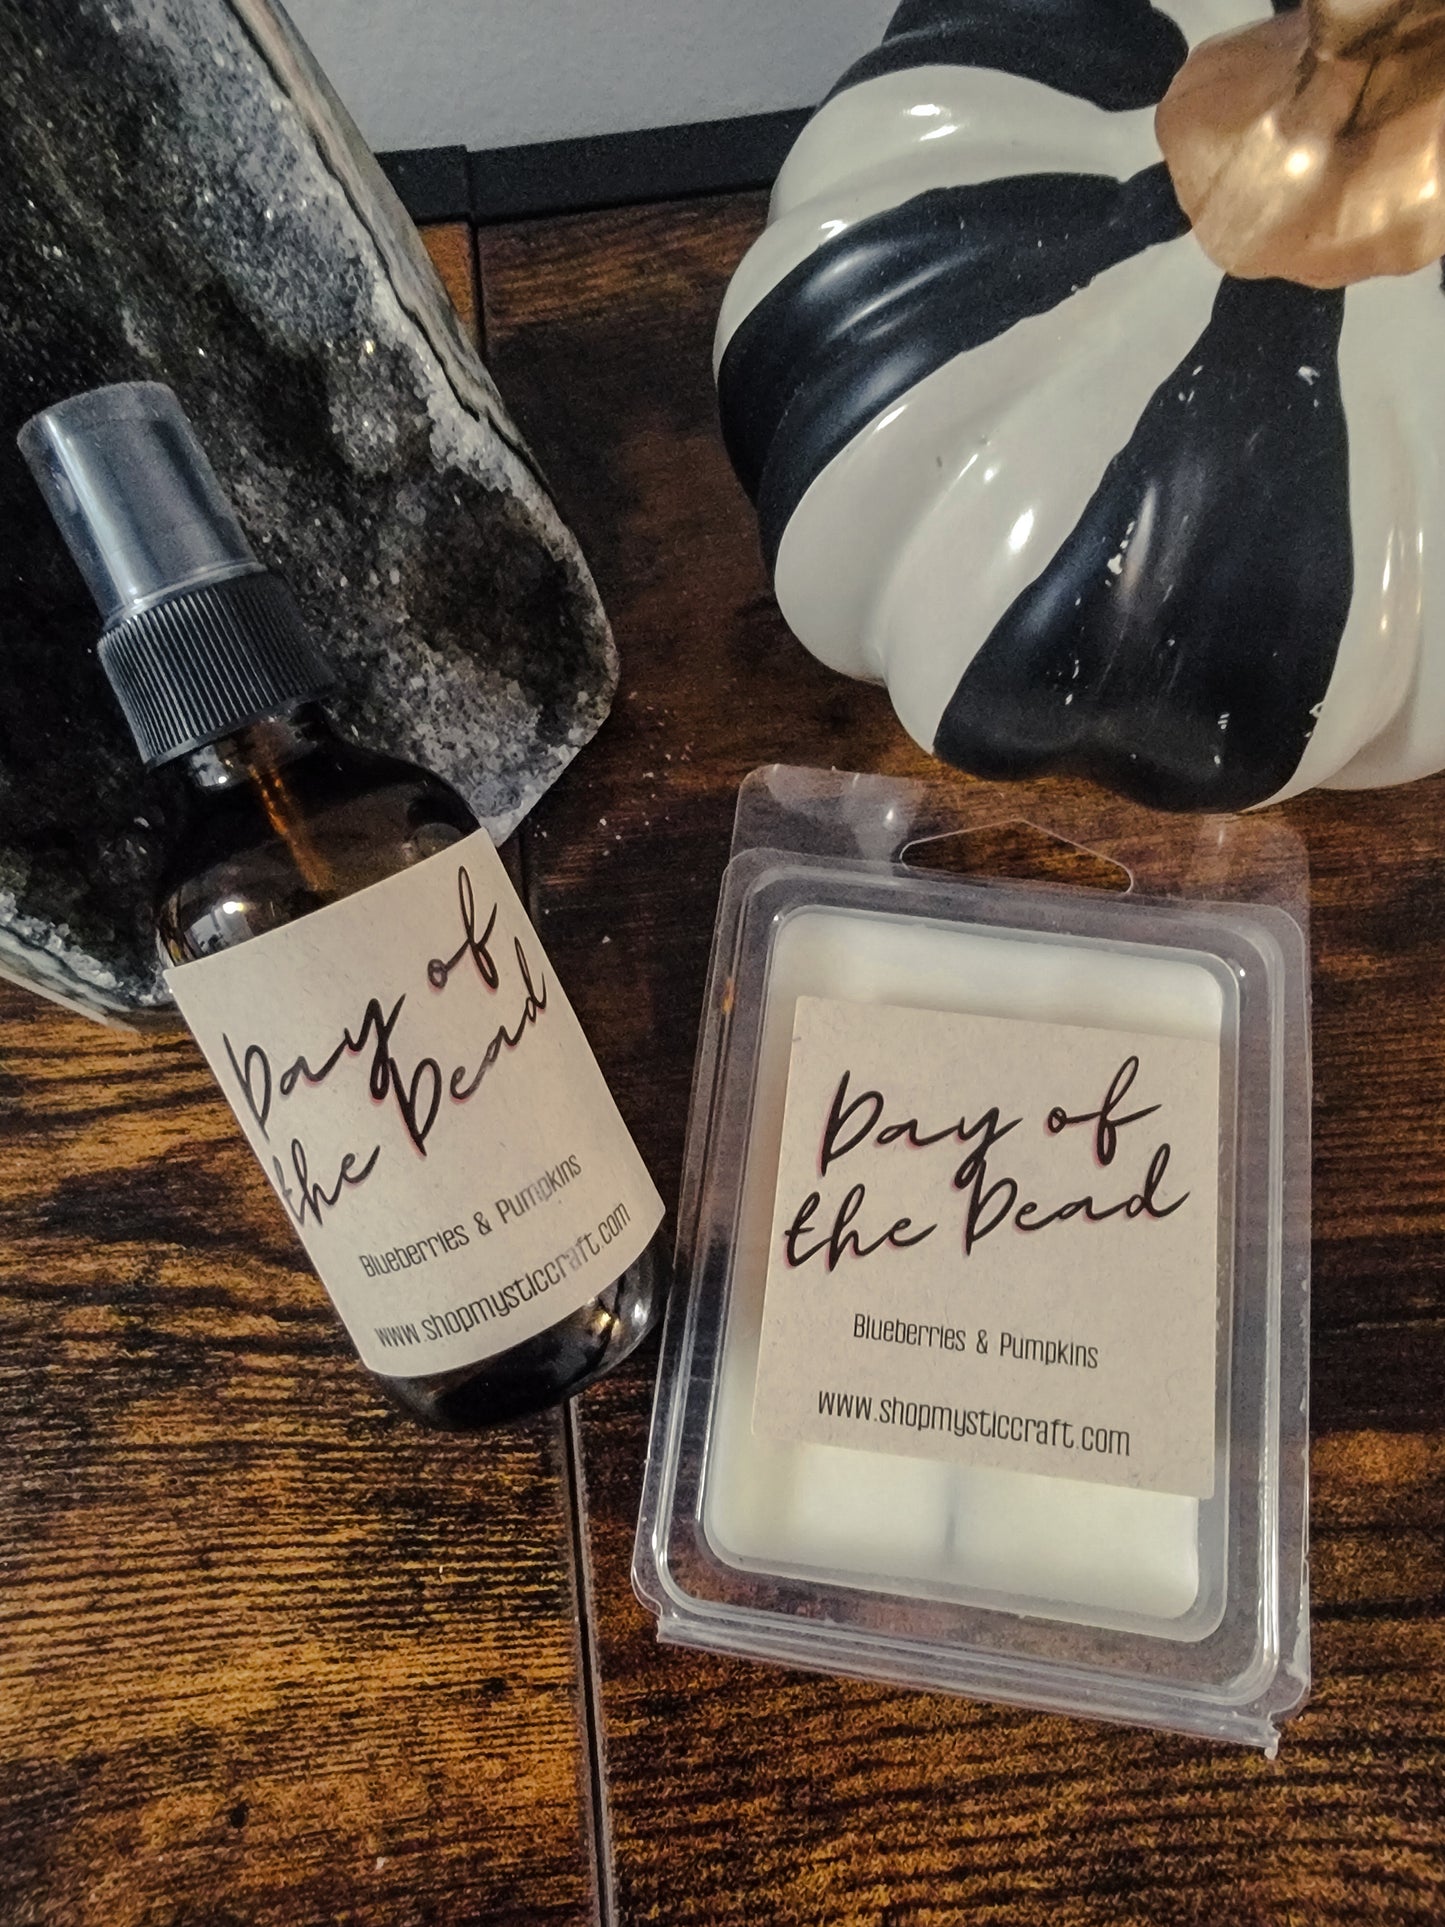 Day of
the Dead
Blueberries & Pumpkins
www.shopmysticcraft.com
Day of
the Dead
Blueberries & Pumpkins
www.shopmysticcraft.com